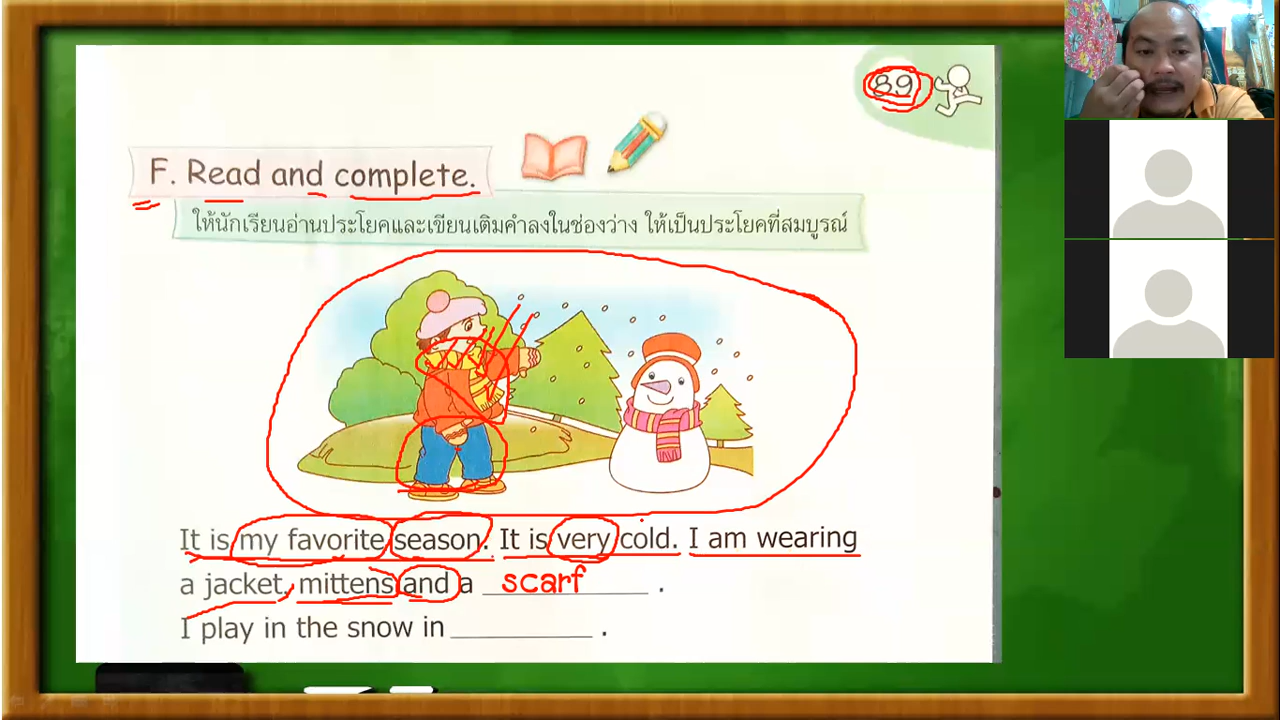 89
F. Read and complete.
ให้นักเรียนอ่านประโยคและเขียนเติมคำลงในช่องว่าง ให้เป็นประโยคที่สมบูรณ์
It is my favorite season. It is very cold. I am wearing
a jacket, mittens and a scarf .
I play in the snow in .